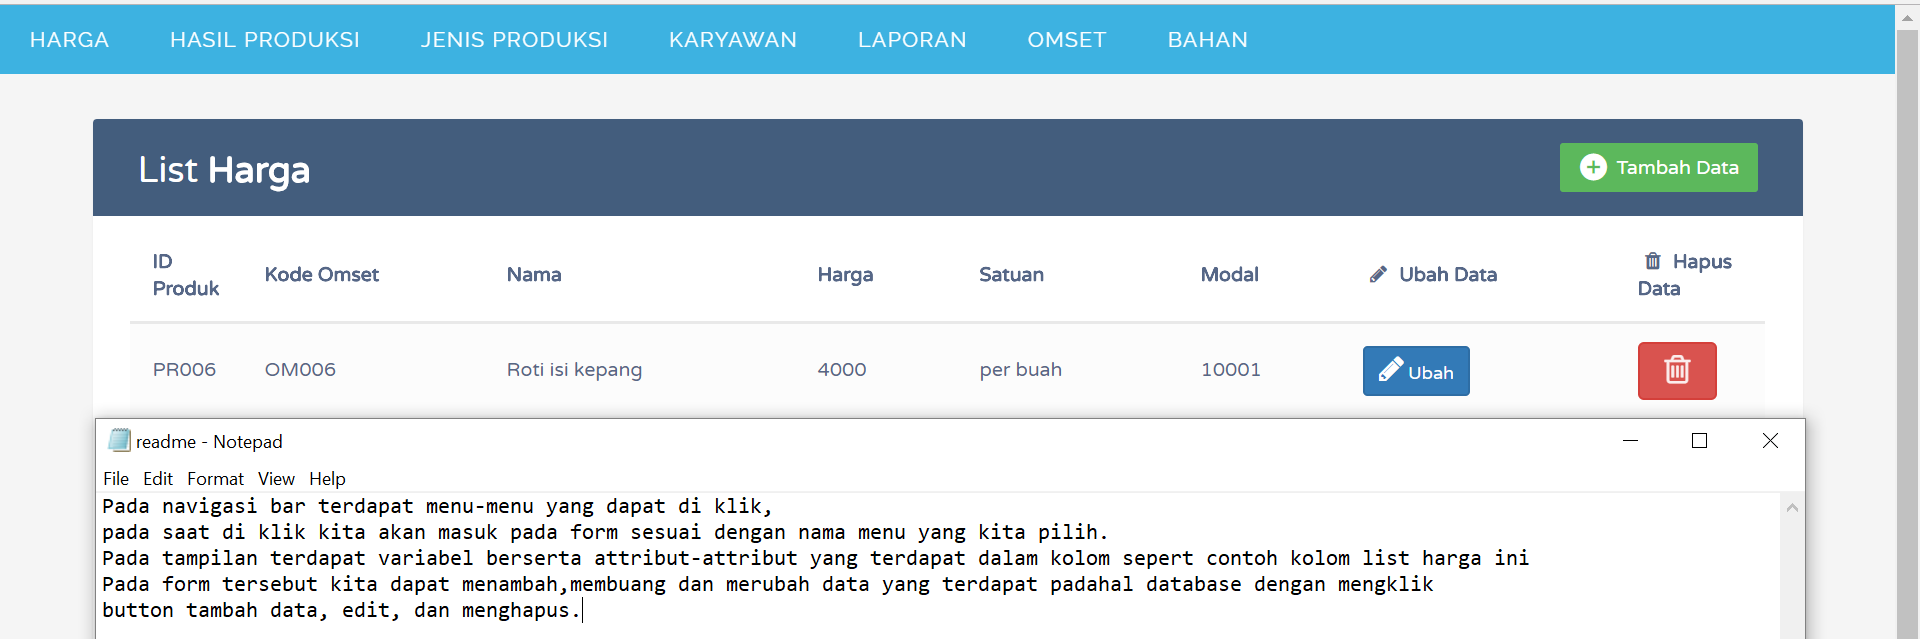 HARGA HASIL PRODUKSI JENIS PRODUKSI KARYAWAN LAPORAN OMSET BAHAN
List Harga Tambah Data
ID Produk Kode Omset Nama Harga Satuan Modal Ubah Data Hapus Data
PR006 OM006 Roti isi kepang 4000 per buah 10001 Ubah
readme - Notepad
File Edit Format View Help
Pada navigasi bar terdapat menu-menu yang dapat di klik,
pada saat di klik kita akan masuk pada form sesuai dengan nama menu yang kita pilih.
Pada tampilan terdapat variabel berserta attribut-attribut yang terdapat dalam kolom sepert contoh kolom list harga ini
Pada form tersebut kita dapat menambah,membuang dan merubah data yang terdapat padahal database dengan mengklik
button tambah data, edit, dan menghapus.